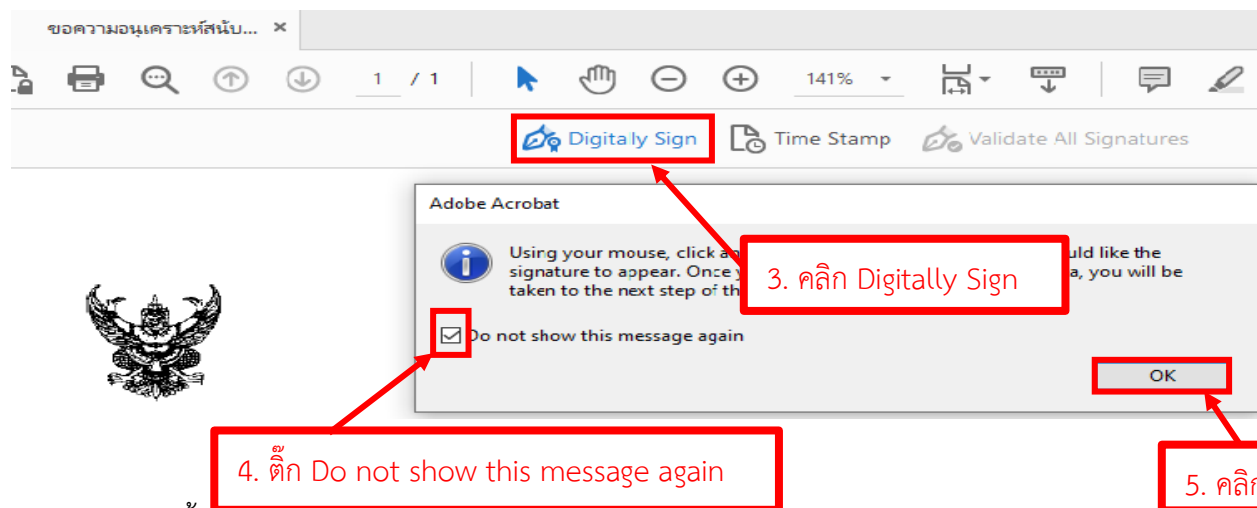 ขอความอนุเคราะห์สนับ... ×
1 / 1 141%
Digitally Sign Time Stamp Validate All Signatures
Adobe Acrobat
Using your mouse, click uld like the
signature to appear. Once a, you will be
taken to the next step of
3. คลิก Digitally Sign
Do not show this message again
OK
4. ติ๊ก Do not show this message again
5. คลิก